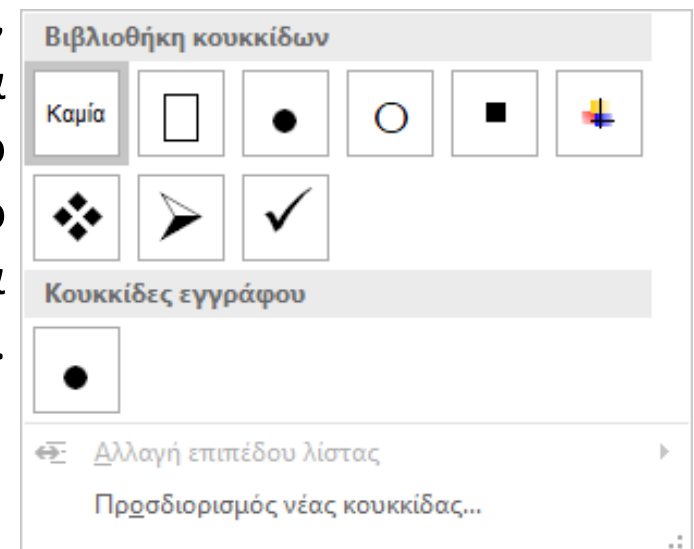 Βιβλιοθήκη κουκκίδων
Καμία
Κουκκίδες εγγράφου
Αλλαγή επιπέδου λίστας
Προσδιορισμός νέας κουκκίδας...